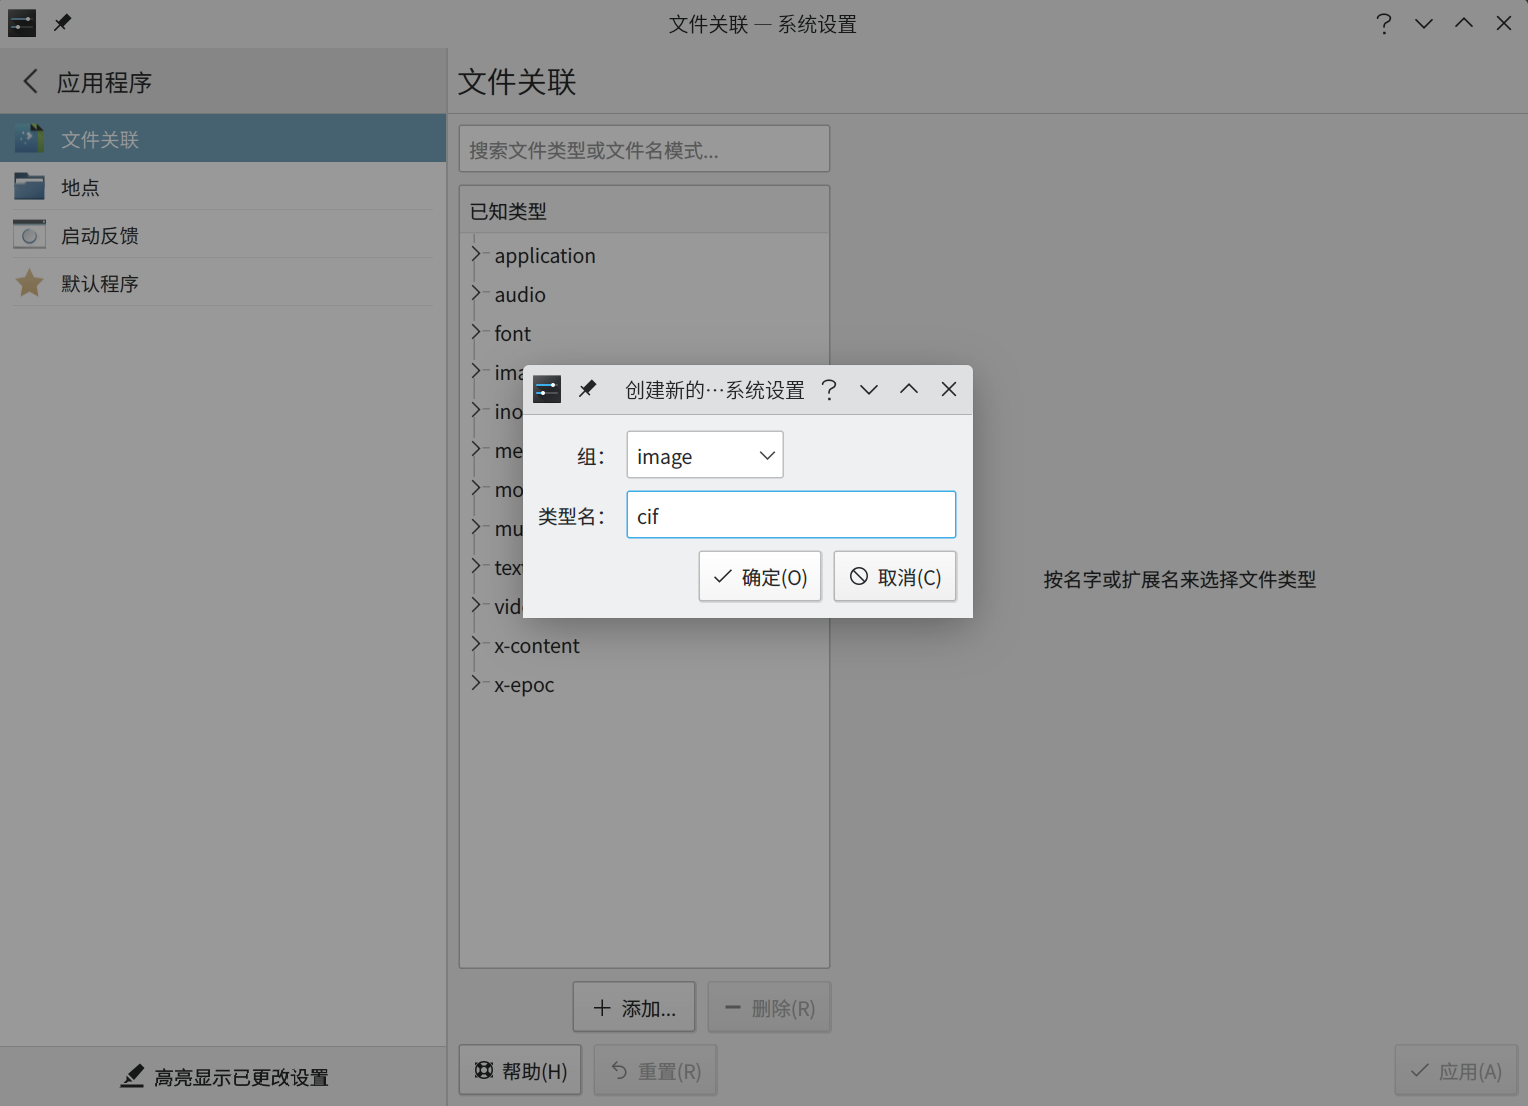 文件关联 — 系统设置
应用程序
文件关联
地点
启动反馈
默认程序
高亮显示已更改设置
文件关联
搜索文件类型或文件名模式...
已知类型
application
audio
font
ima
ino
me
mo
mu
text
vid
x-content
x-epoc
创建新的…系统设置
组：
image
类型名：
cif
确定(O)
取消(C)
按名字或扩展名来选择文件类型
添加...
删除(R)
帮助(H)
重置(R)
应用(A)